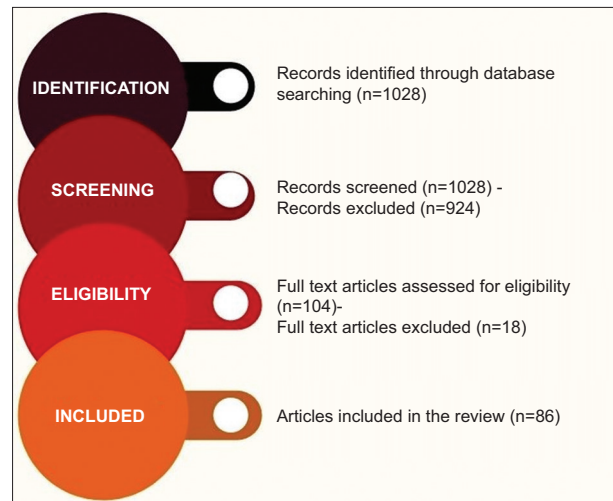 IDENTIFICATION
Records identified through database
searching (n=1028)
SCREENING
Records screened (n=1028) -
Records excluded (n=924)
ELIGIBILITY
Full text articles assessed for eligibility
(n=104)-
Full text articles excluded (n=18)
INCLUDED
Articles included in the review (n=86)